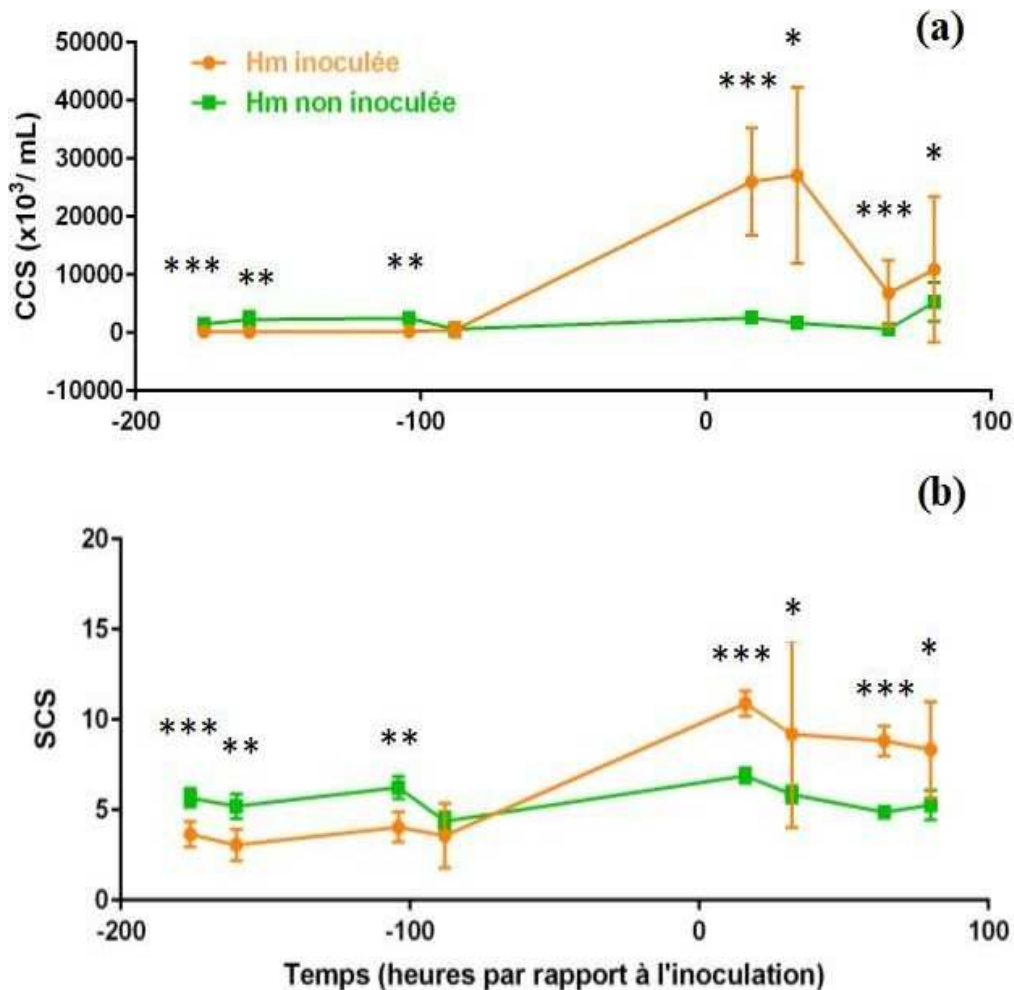 (a)
50000
40000
30000
20000
10000
0
-10000
CCS (x10³/ mL)
Hm inoculée
Hm non inoculée
*** ** ** *** * *** *
-200 -100 0 100
(b)
20
15
10
5
0
SCS
*** ** ** *** * *** *
-200 -100 0 100
Temps (heures par rapport à l'inoculation)